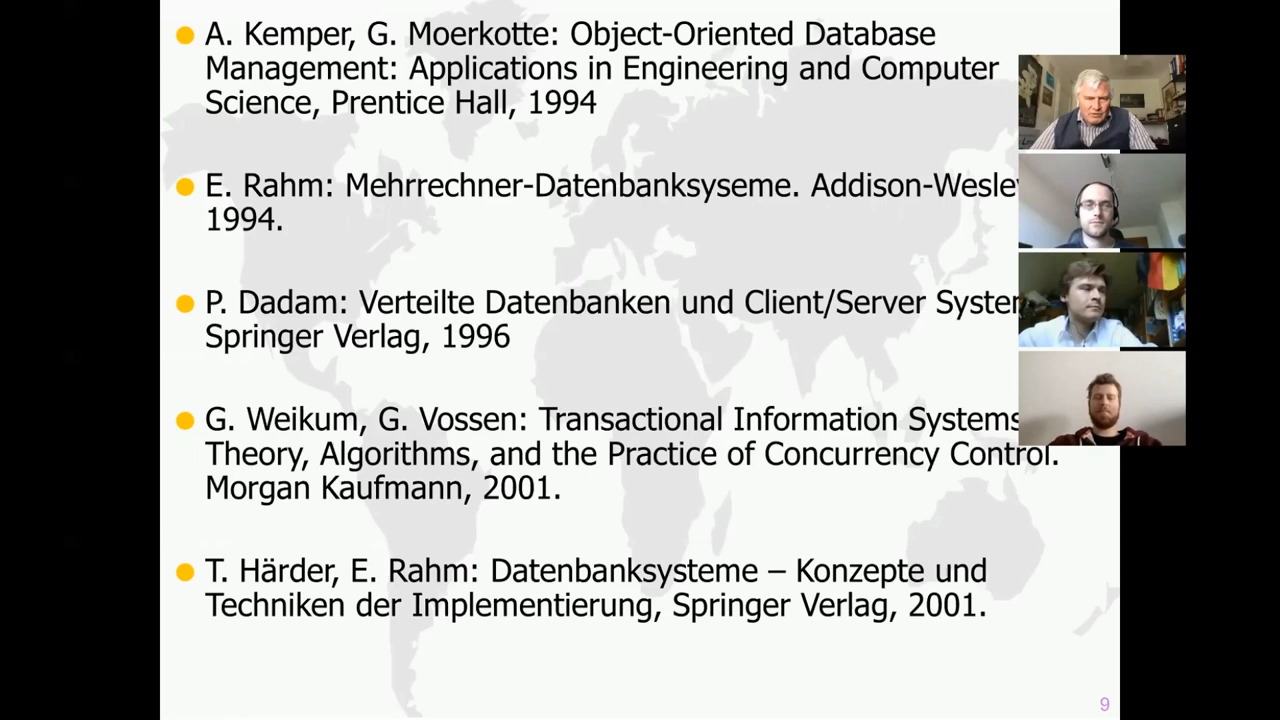 A. Kemper, G. Moerkotte: Object-Oriented Database
Management: Applications in Engineering and Computer
Science, Prentice Hall, 1994
E. Rahm: Mehrrechner-Datenbanksyseme. Addison-Wesley
1994.
P. Dadam: Verteilte Datenbanken und Client/Server
Springer Verlag, 1996
G. Weikum, G. Vossen: Transactional Information Systems
Theory, Algorithms, and the Practice of Concurrency Control.
Morgan Kaufmann, 2001.
T. Härder, E. Rahm: Datenbanksysteme – Konzepte und
Techniken der Implementierung, Springer Verlag, 2001.
9